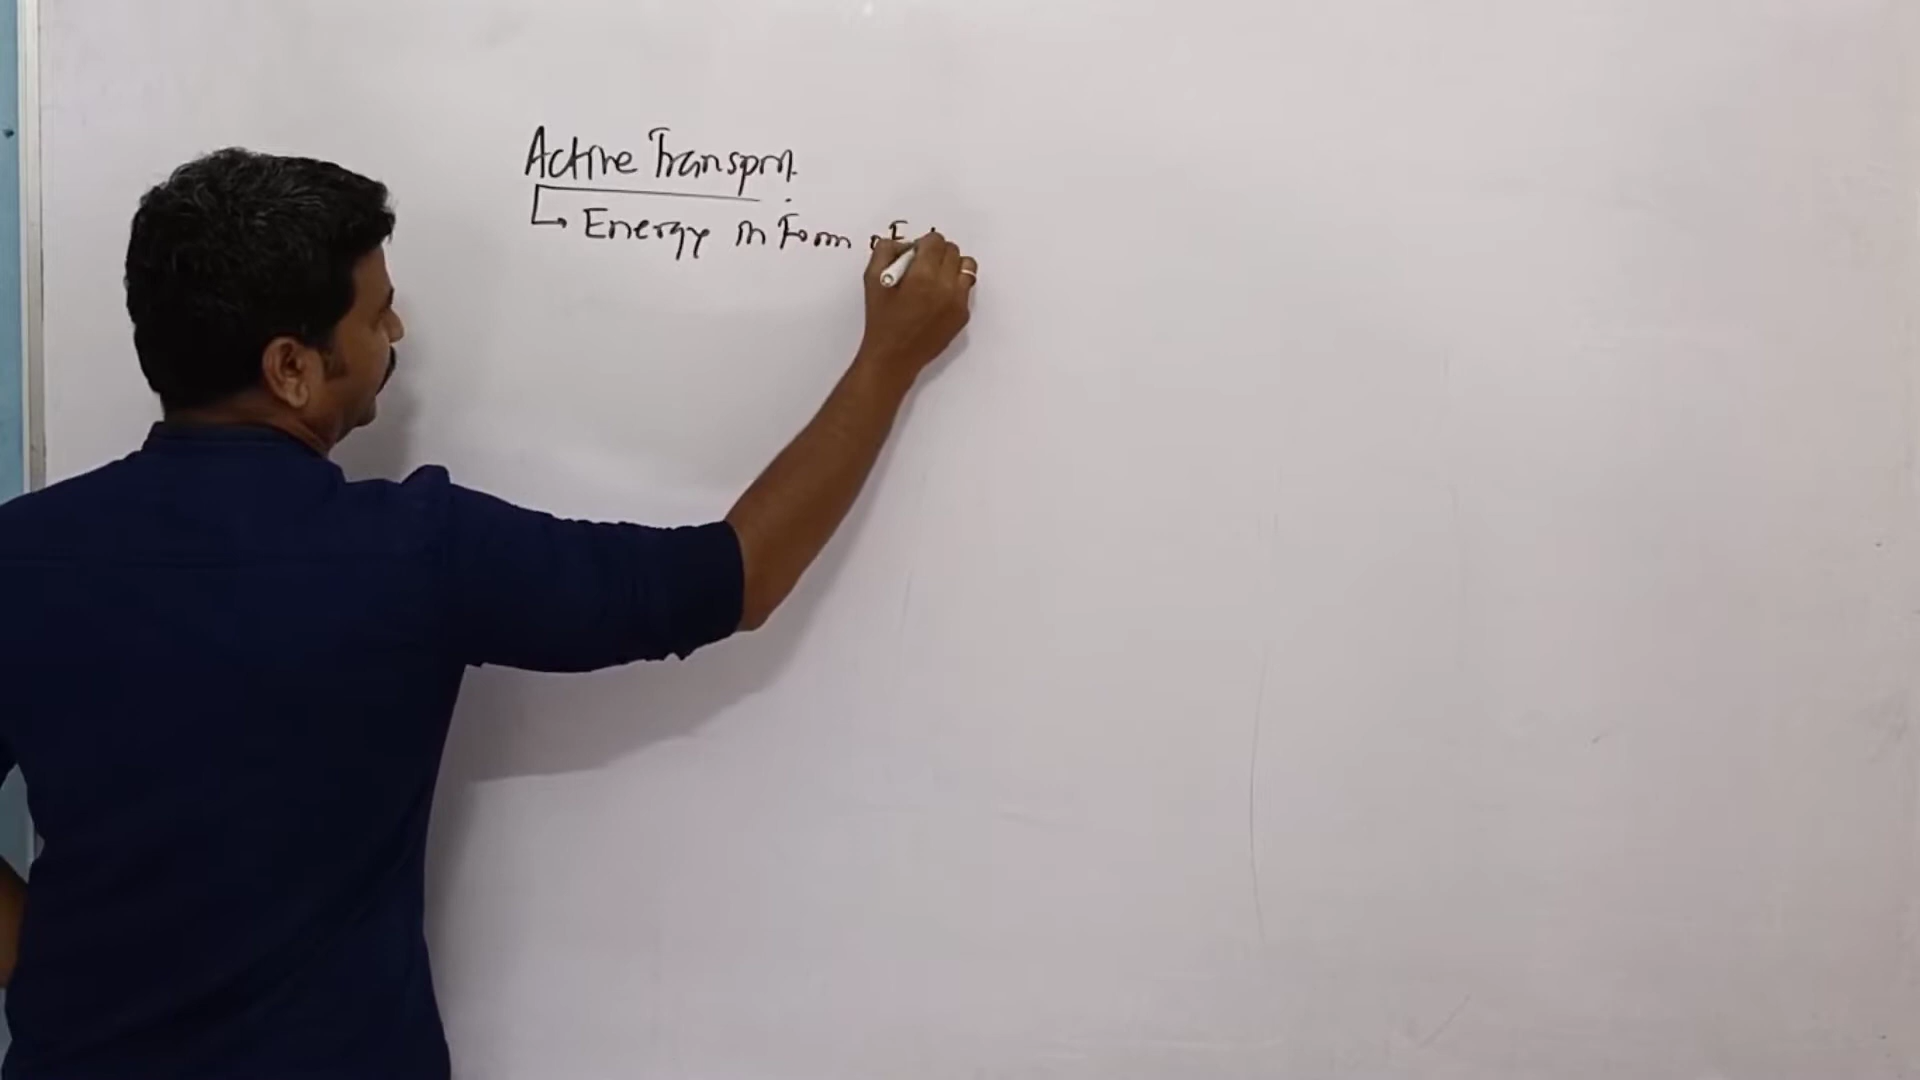 Active Transport
Energy in Form of